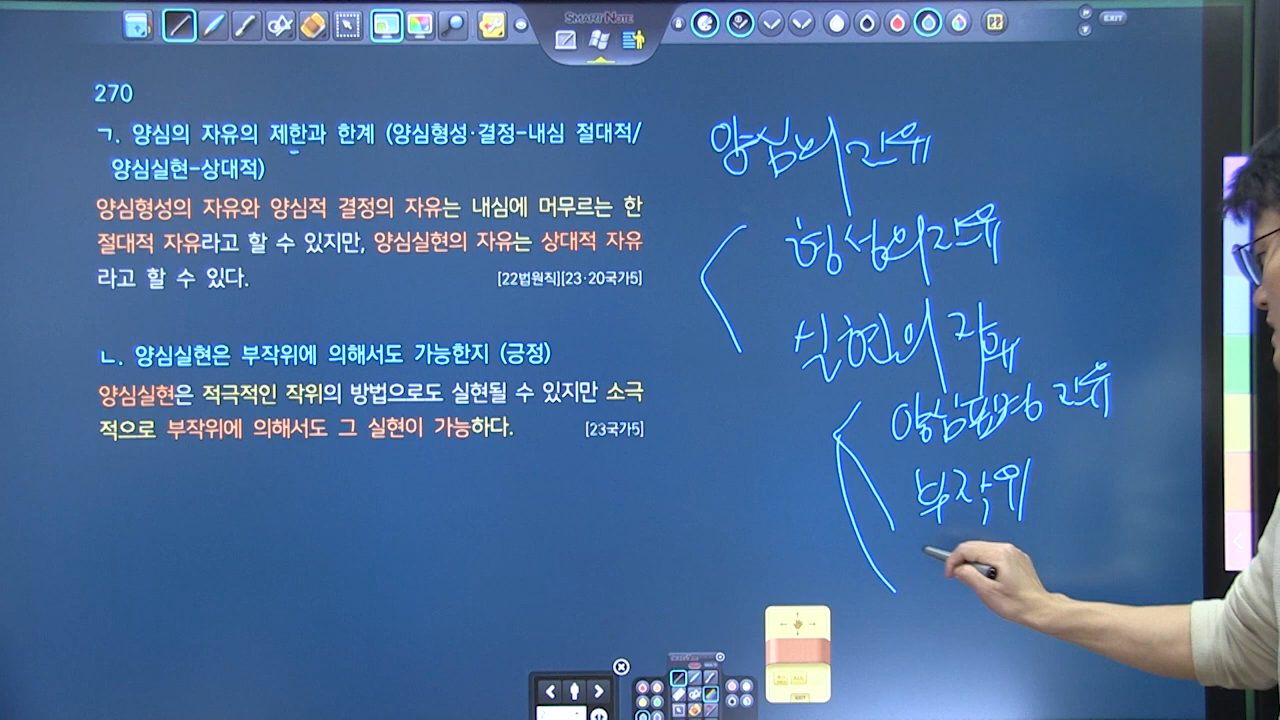 SMART NOTE
EXIT
270
ㄱ. 양심의 자유의 제한과 한계 (양심형성·결정-내심 절대적/
양심실현-상대적)
양심형성의 자유와 양심적 결정의 자유는 내심에 머무르는 한
절대적 자유라고 할 수 있지만, 양심실현의 자유는 상대적 자유
라고 할 수 있다.
[22법원직][23·20국가5]
ㄴ. 양심실현은 부작위에 의해서도 가능한지 (긍정)
양심실현은 적극적인 작위의 방법으로도 실현될 수 있지만 소극
적으로 부작위에 의해서도 그 실현이 가능하다.
[23국가5]
양심의 자유
형성의 자유
실현의 자유
양심표명 자유
부작위